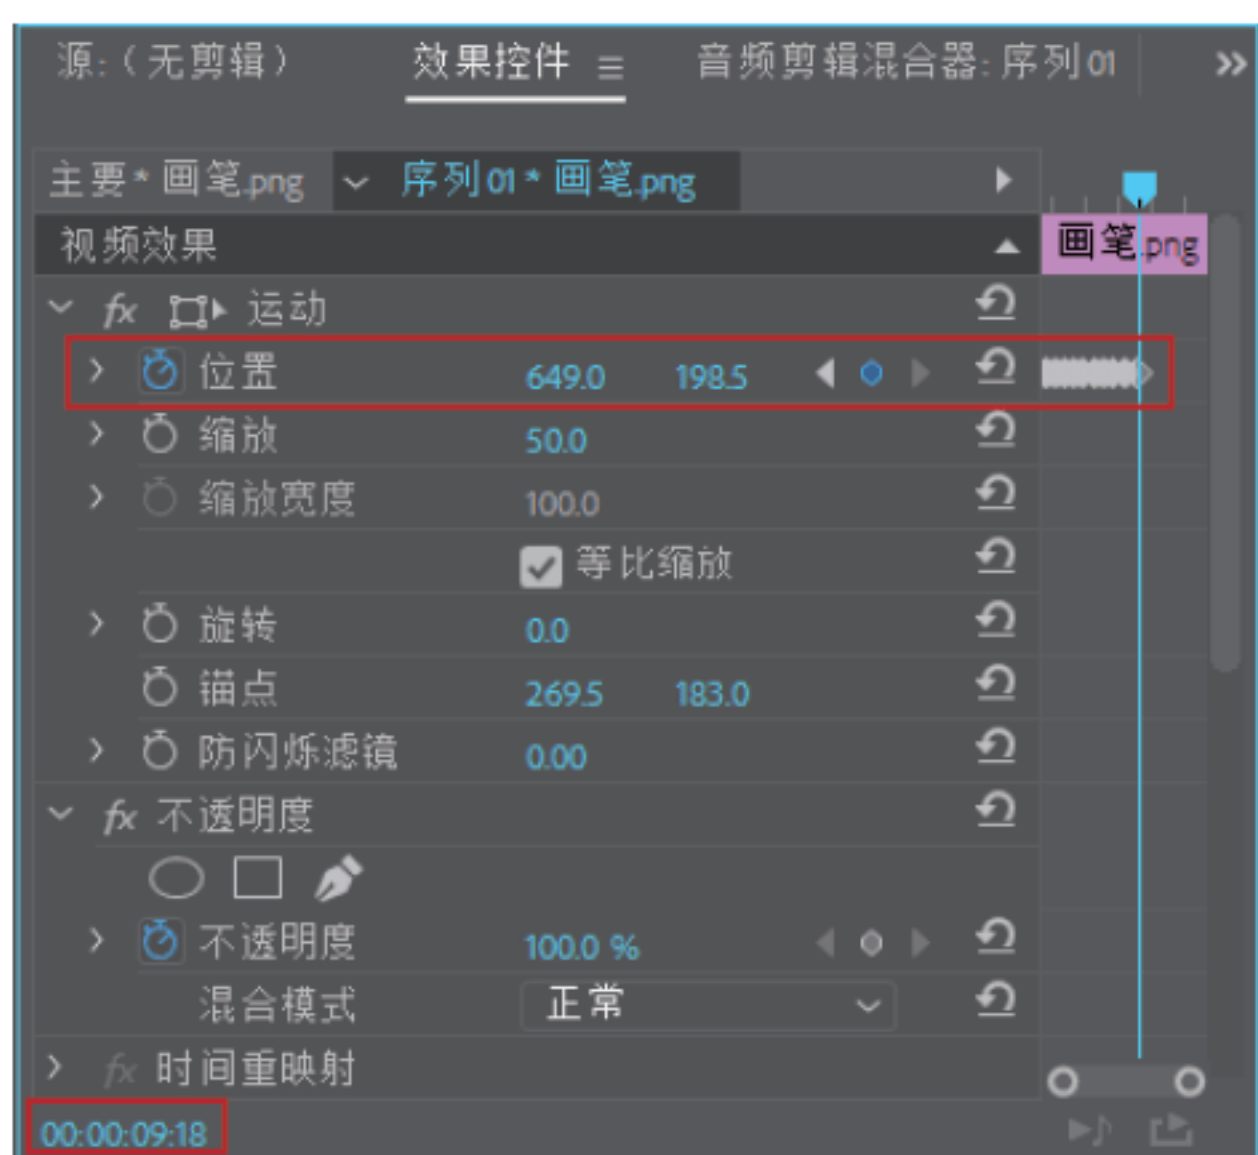 源:（无剪辑） 效果控件 ≡ 音频剪辑混合器: 序列 01 »
主要* 画笔.png 序列 01 * 画笔.png
视频效果 画笔.png
fx 运动
位置 649.0 198.5
缩放 50.0
缩放宽度 100.0
等比缩放
旋转 0.0
锚点 269.5 183.0
防闪烁滤镜 0.00
fx 不透明度
不透明度 100.0 %
混合模式 正常
fx 时间重映射
00:00:09:18